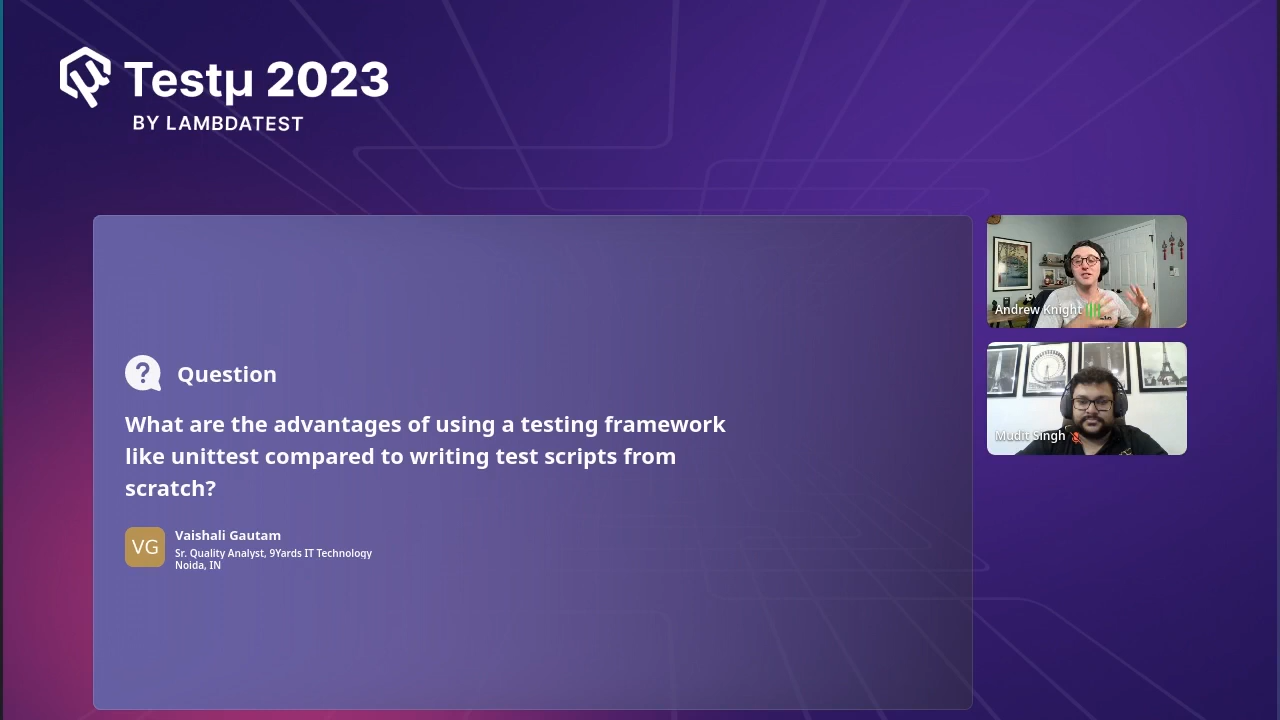 Testμ 2023
BY LAMBDATEST
Question
What are the advantages of using a testing framework
like unittest compared to writing test scripts from
scratch?
VG
Vaishali Gautam
Sr. Quality Analyst, 9Yards IT Technology
Noida, IN
Andrew Knight
Mudit Singh